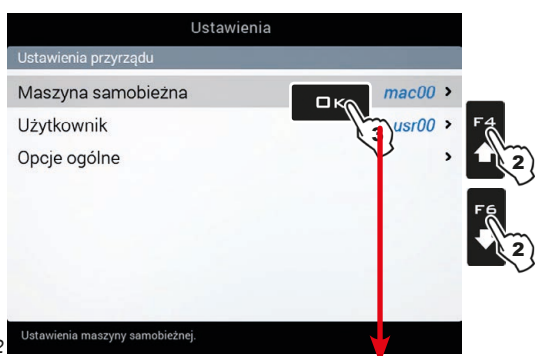 Ustawienia
Ustawienia przyrządu
Maszyna samobieżna mac00 >
OK
3
Użytkownik usr00 >
F4
2
Opcje ogólne >
F6
2
Ustawienia maszyny samobieżnej.
2